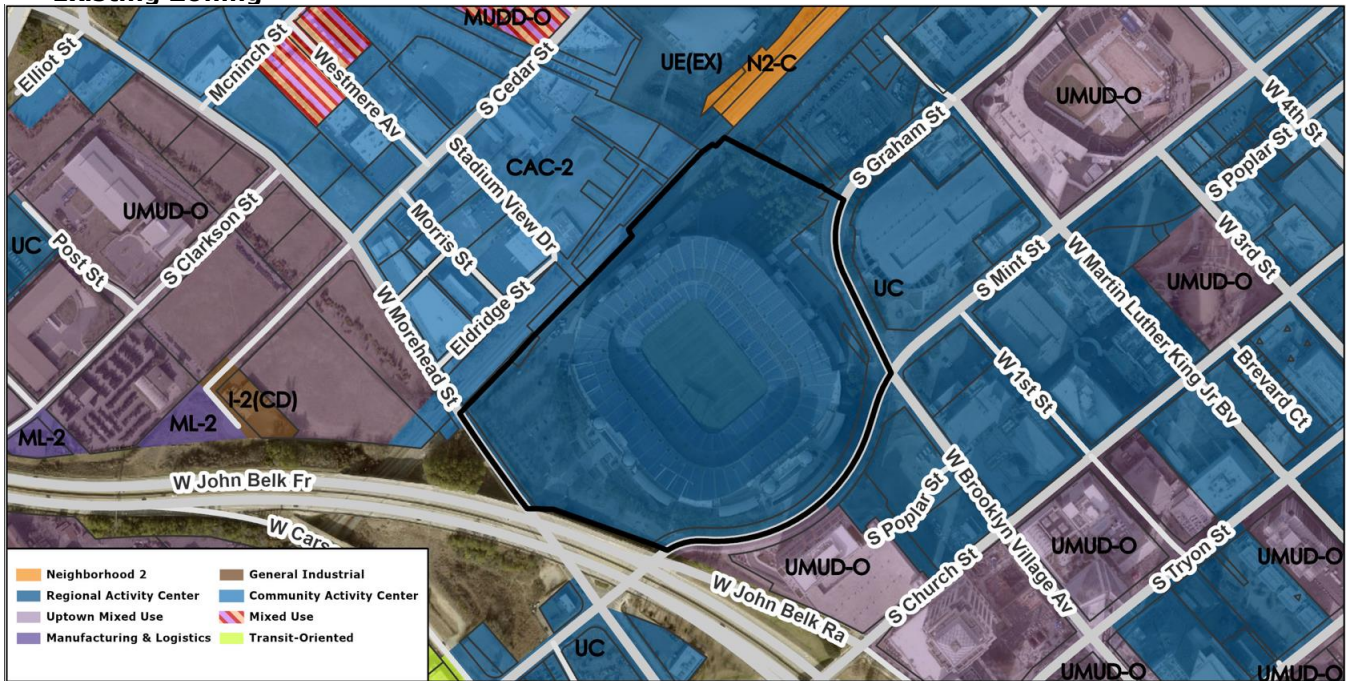 Existing Zoning
Elliot St
Mcninch St
Westmere Av
MUDD-O
S Cedar St
UE(EX)
N2-C
UMUD-O
W 4th St
S Poplar St
S Graham St
Stadium View Dr
CAC-2
UMUD-O
S Clarkson St
UC
Post St
Morris St
W 3rd St
S Mint St
W Martin Luther King Jr Bv
UMUD-O
UC
Eldridge St
W Morehead St
W 1st St
Brevard Ct
I-2(CD)
ML-2
ML-2
W John Belk Fr
W Cars
S Poplar St
W Brooklyn Village Av
UMUD-O
UMUD-O
S Church St
S Tryon St
UMUD-O
W John Belk Ra
UC
UMUD-O
UMUD-O
Neighborhood 2
Regional Activity Center
Uptown Mixed Use
Manufacturing & Logistics
General Industrial
Community Activity Center
Mixed Use
Transit-Oriented